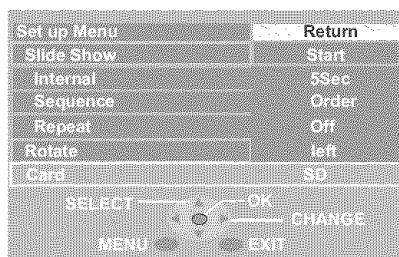 Set up Menu Return
Slide Show Start
Internal 5Sec
Sequence Order
Repeat Off
Rotate left
Card SD
SELECT OK
CHANGE
MENU EXIT